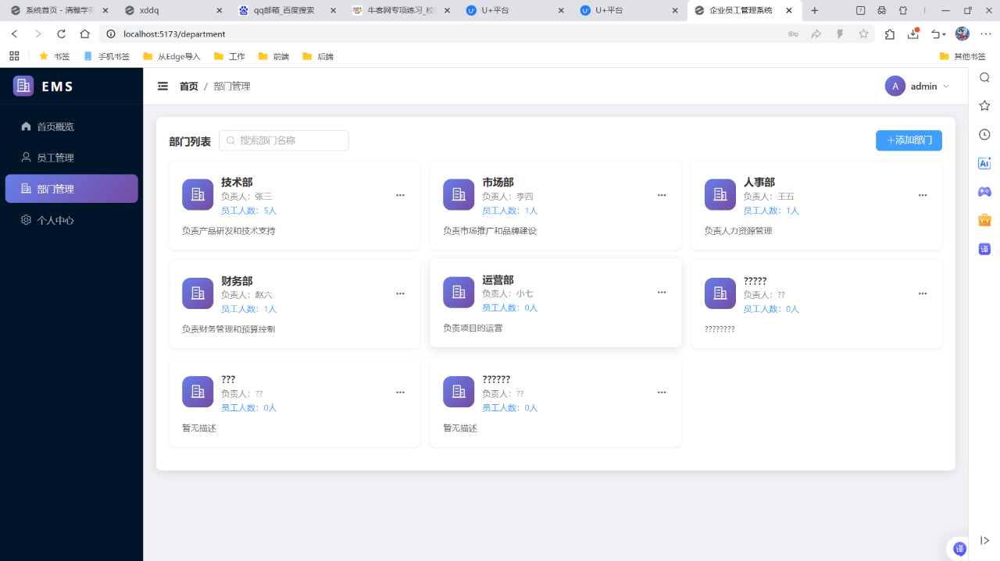 系统首页 - 清雅学苑
xddq
qq邮箱_百度搜索
牛客网专项练习_校
U+平台
U+平台
企业员工管理系统
localhost:5173/department
书签
手机书签
从Edge导入
工作
前端
后端
其他书签
EMS
首页 / 部门管理
A admin
首页概览
员工管理
部门管理
个人中心
部门列表
搜索部门名称
+添加部门
技术部
负责人：张三
员工人数：5人
负责产品研发和技术支持
市场部
负责人：李四
员工人数：1人
负责市场推广和品牌建设
人事部
负责人：王五
员工人数：1人
负责人力资源管理
财务部
负责人：赵六
员工人数：1人
负责财务管理和预算控制
运营部
负责人：小七
员工人数：0人
负责项目的运营
?????
负责人：??
员工人数：0人
????????
???
负责人：??
员工人数：0人
暂无描述
??????
负责人：??
员工人数：0人
暂无描述
Ai
译
译